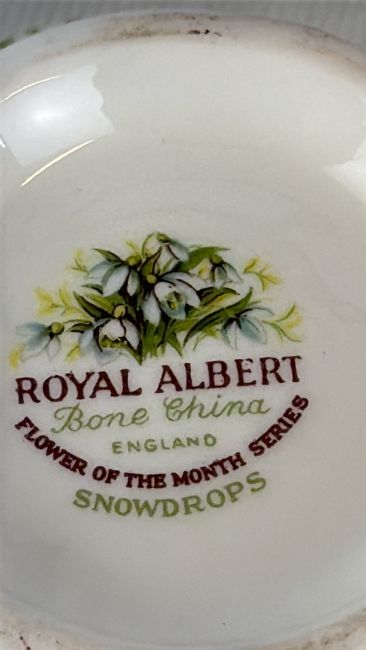 ROYAL ALBERT
Bone China
ENGLAND
FLOWER OF THE MONTH SERIES
SNOWDROPS